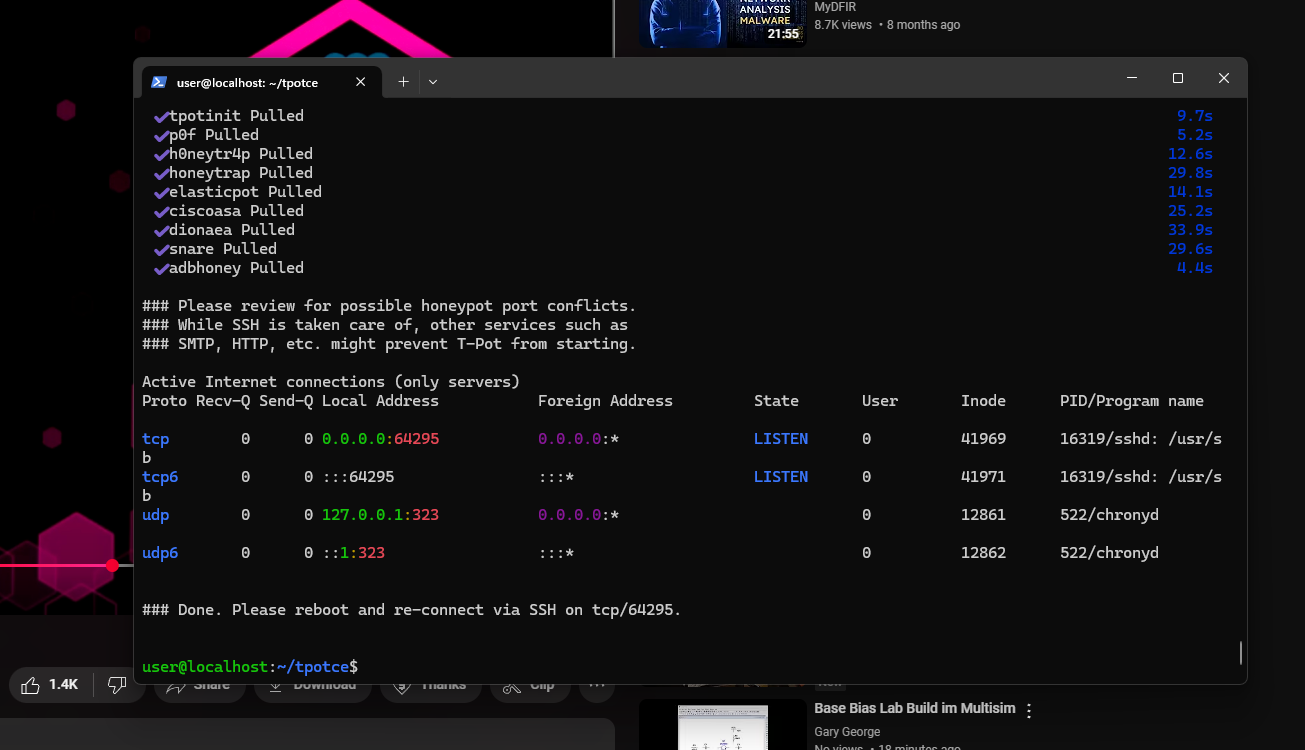 NETWORK
ANALYSIS
MALWARE
21:55
MyDFIR
8.7K views • 8 months ago
user@localhost: ~/tpotce
tpotinit Pulled 9.7s
p0f Pulled 5.2s
h0neytr4p Pulled 12.6s
honeytrap Pulled 29.8s
elasticpot Pulled 14.1s
ciscoasa Pulled 25.2s
dionaea Pulled 33.9s
snare Pulled 29.6s
adbhoney Pulled 4.4s
### Please review for possible honeypot port conflicts.
### While SSH is taken care of, other services such as
### SMTP, HTTP, etc. might prevent T-Pot from starting.
Active Internet connections (only servers)
Proto Recv-Q Send-Q Local Address Foreign Address State User Inode PID/Program name
tcp 0 0 0.0.0.0:64295 0.0.0.0:* LISTEN 0 41969 16319/sshd: /usr/s
b
tcp6 0 0 :::64295 :::* LISTEN 0 41971 16319/sshd: /usr/s
b
udp 0 0 127.0.0.1:323 0.0.0.0:* 0 12861 522/chronyd
udp6 0 0 ::1:323 :::* 0 12862 522/chronyd
### Done. Please reboot and re-connect via SSH on tcp/64295.
user@localhost:~/tpotce$
1.4K
Share
Download
Thanks
Clip
Base Bias Lab Build im Multisim
Gary George
No views • 18 minutes ago